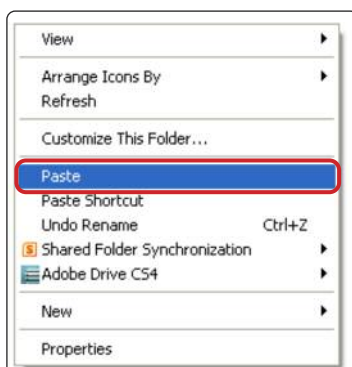 View
Arrange Icons By
Refresh
Customize This Folder...
Paste
Paste Shortcut
Undo Rename Ctrl+Z
S Shared Folder Synchronization
Adobe Drive CS4
New
Properties